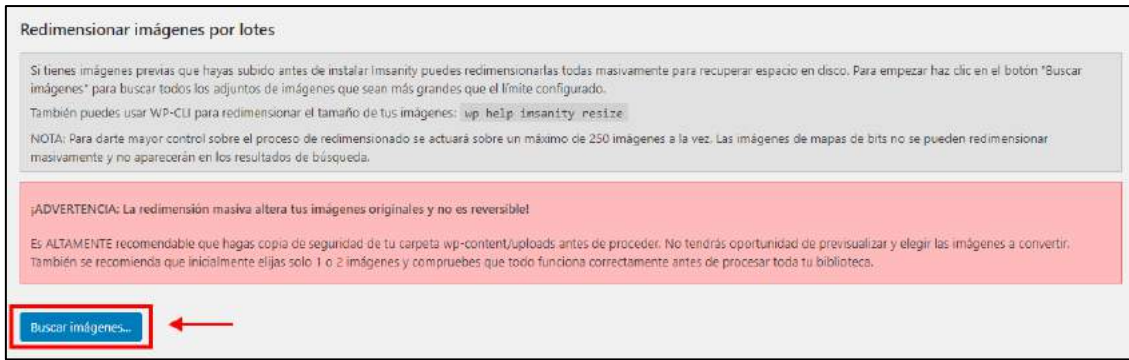 Redimensionar imágenes por lotes
Si tienes imágenes previas que hayas subido antes de instalar Imsanity puedes redimensionarlas todas masivamente para recuperar espacio en disco. Para empezar haz clic en el botón "Buscar
imágenes" para buscar todos los adjuntos de imágenes que sean más grandes que el límite configurado.
También puedes usar WP-CLI para redimensionar el tamaño de tus imágenes: wp help imsanity resize
NOTA: Para darte mayor control sobre el proceso de redimensionado se actuará sobre un máximo de 250 imágenes a la vez. Las imágenes de mapas de bits no se pueden redimensionar
masivamente y no aparecerán en los resultados de búsqueda.
¡ADVERTENCIA: La redimensión masiva altera tus imágenes originales y no es reversible!
Es ALTAMENTE recomendable que hagas copia de seguridad de tu carpeta wp-content/uploads antes de proceder. No tendrás oportunidad de previsualizar y elegir las imágenes a convertir.
También se recomienda que inicialmente elijas solo 1 o 2 imágenes y compruebes que todo funciona correctamente antes de procesar toda tu biblioteca.
Buscar imágenes...